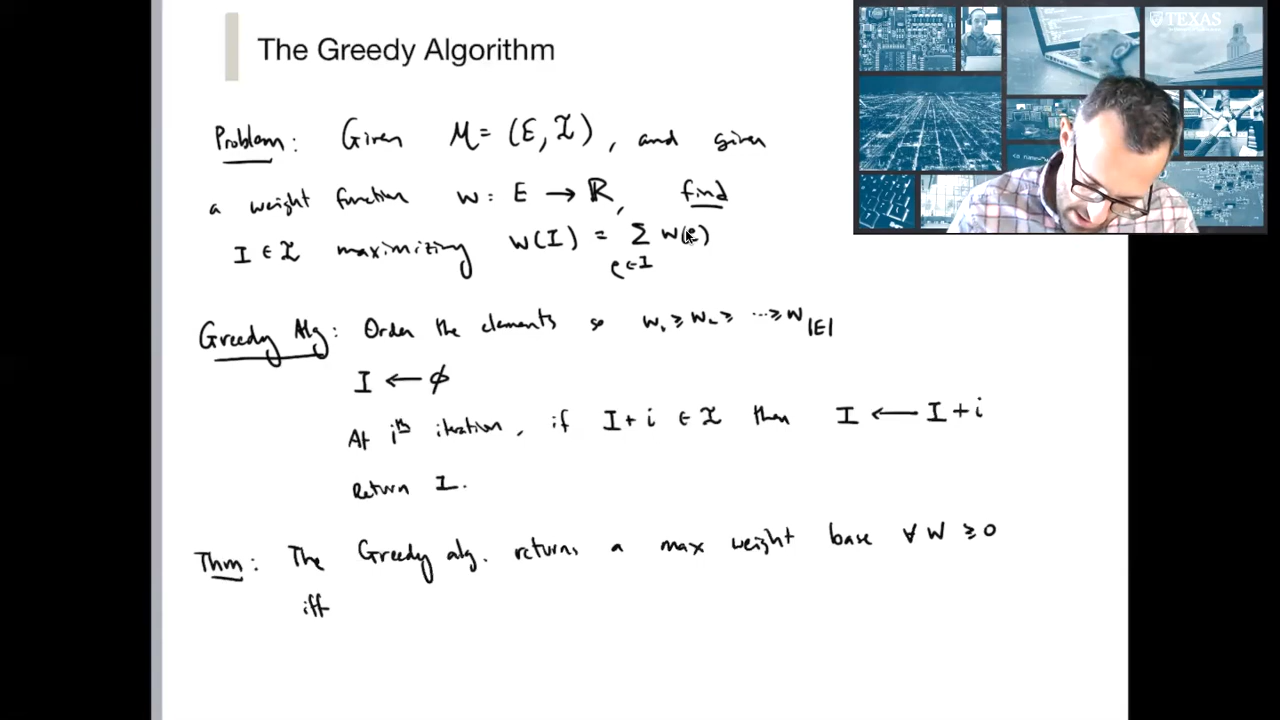 The Greedy Algorithm
TEXAS
Problem: Given M = (E, I), and given
a weight function w: E → ℝ, find
I ∈ I maximizing w(I) = Σ w(e)
e∈I
Greedy Alg: Order the elements so w₁ ≥ w₂ ≥ ... ≥ w|E|
I ← ϕ
At iᵗʰ iteration, if I + i ∈ I then I ← I + i
Return I.
Thm: The Greedy alg. returns a max weight base ∀ w ≥ 0
iff